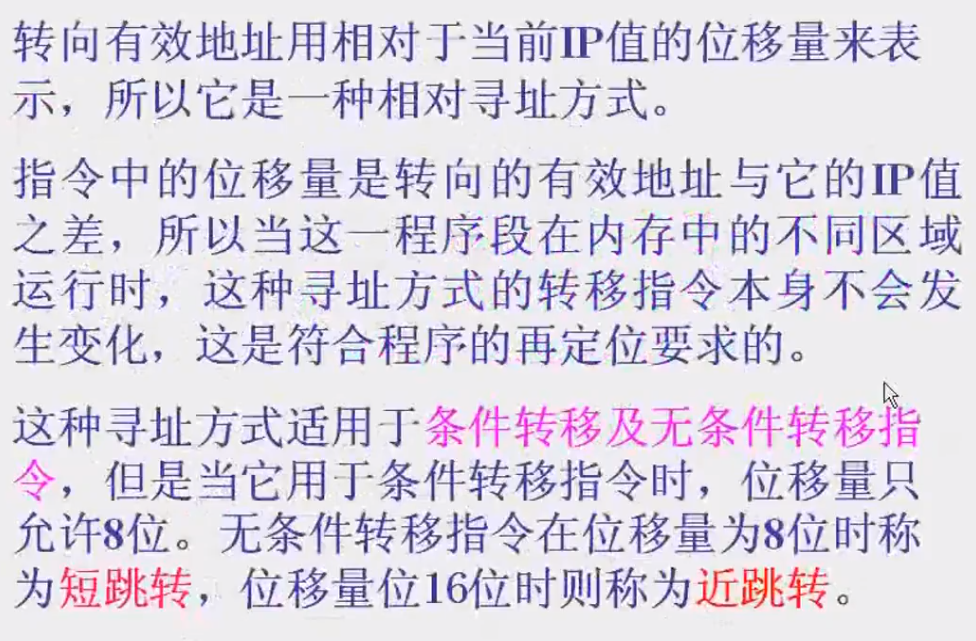 转向有效地址用相对于当前IP值的位移量来表
示，所以它是一种相对寻址方式。
指令中的位移量是转向的有效地址与它的IP值
之差，所以当这一程序段在内存中的不同区域
运行时，这种寻址方式的转移指令本身不会发
生变化，这是符合程序的再定位要求的。
这种寻址方式适用于条件转移及无条件转移指
令，但是当它用于条件转移指令时，位移量只
允许8位。无条件转移指令在位移量为8位时称
为短跳转，位移量位16位时则称为近跳转。